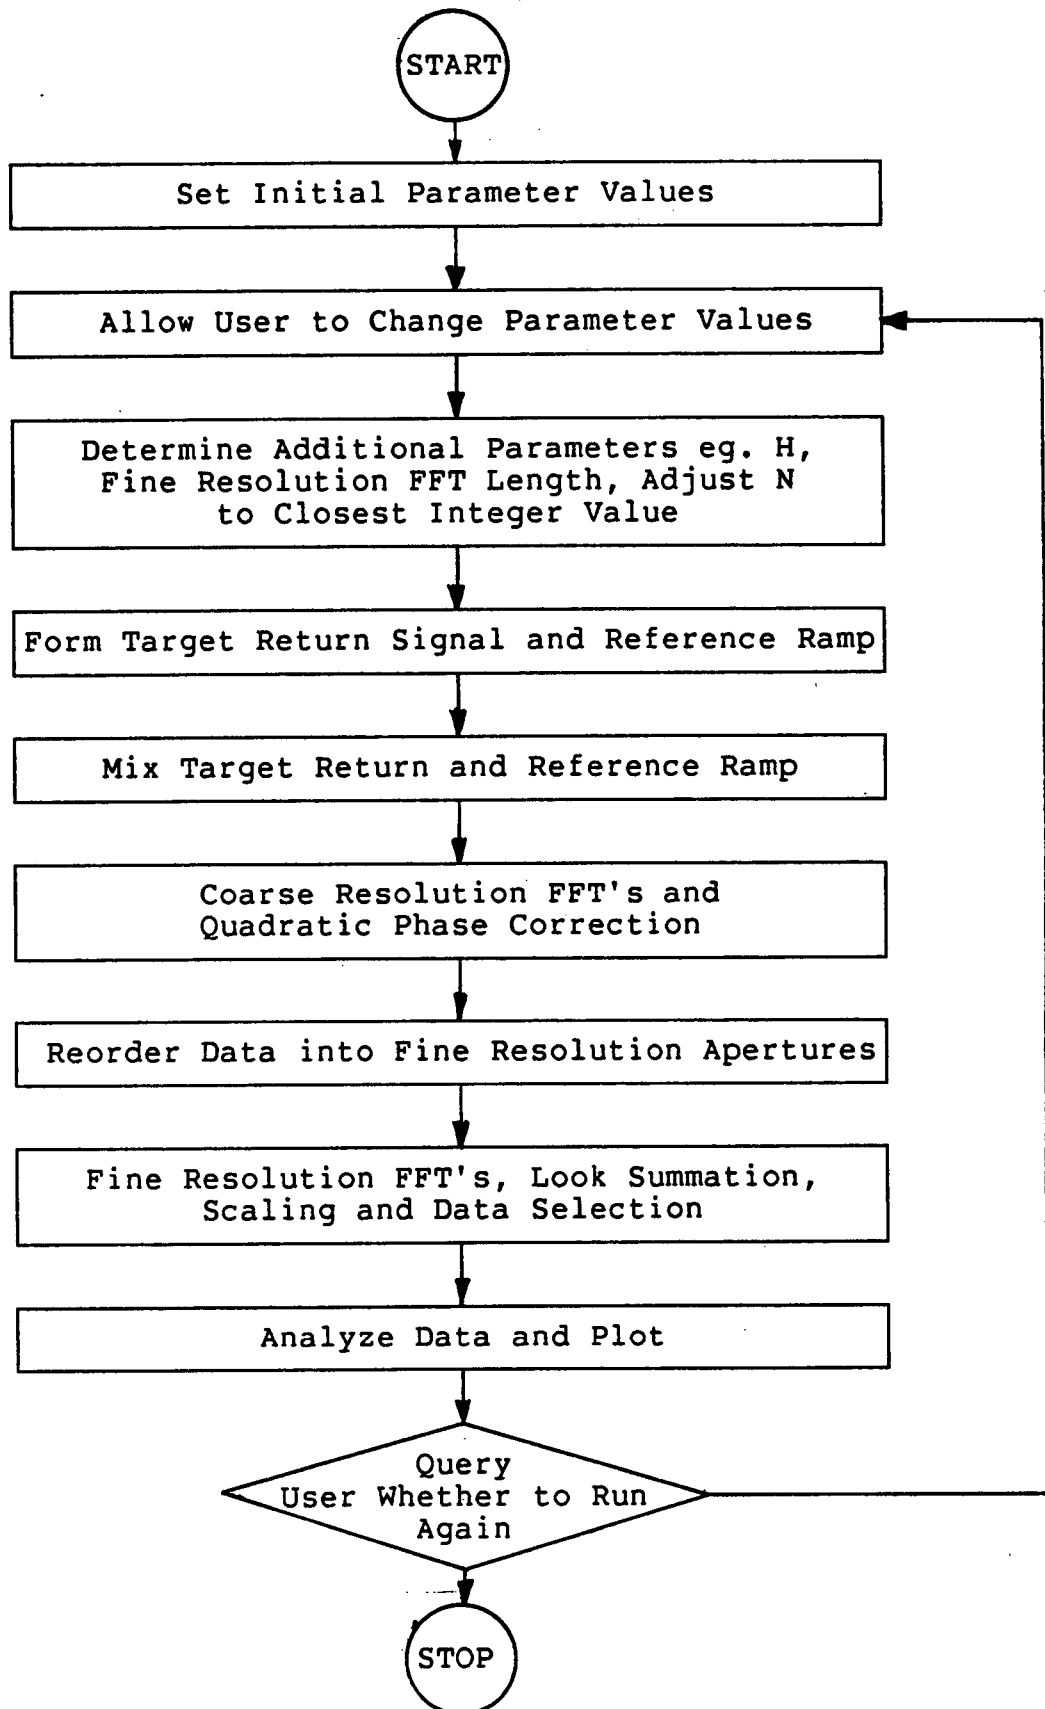 START
Set Initial Parameter Values
Allow User to Change Parameter Values
Determine Additional Parameters eg. H,
Fine Resolution FFT Length, Adjust N
to Closest Integer Value
Form Target Return Signal and Reference Ramp
Mix Target Return and Reference Ramp
Coarse Resolution FFT's and
Quadratic Phase Correction
Reorder Data into Fine Resolution Apertures
Fine Resolution FFT's, Look Summation,
Scaling and Data Selection
Analyze Data and Plot
Query
User Whether to Run
Again
STOP